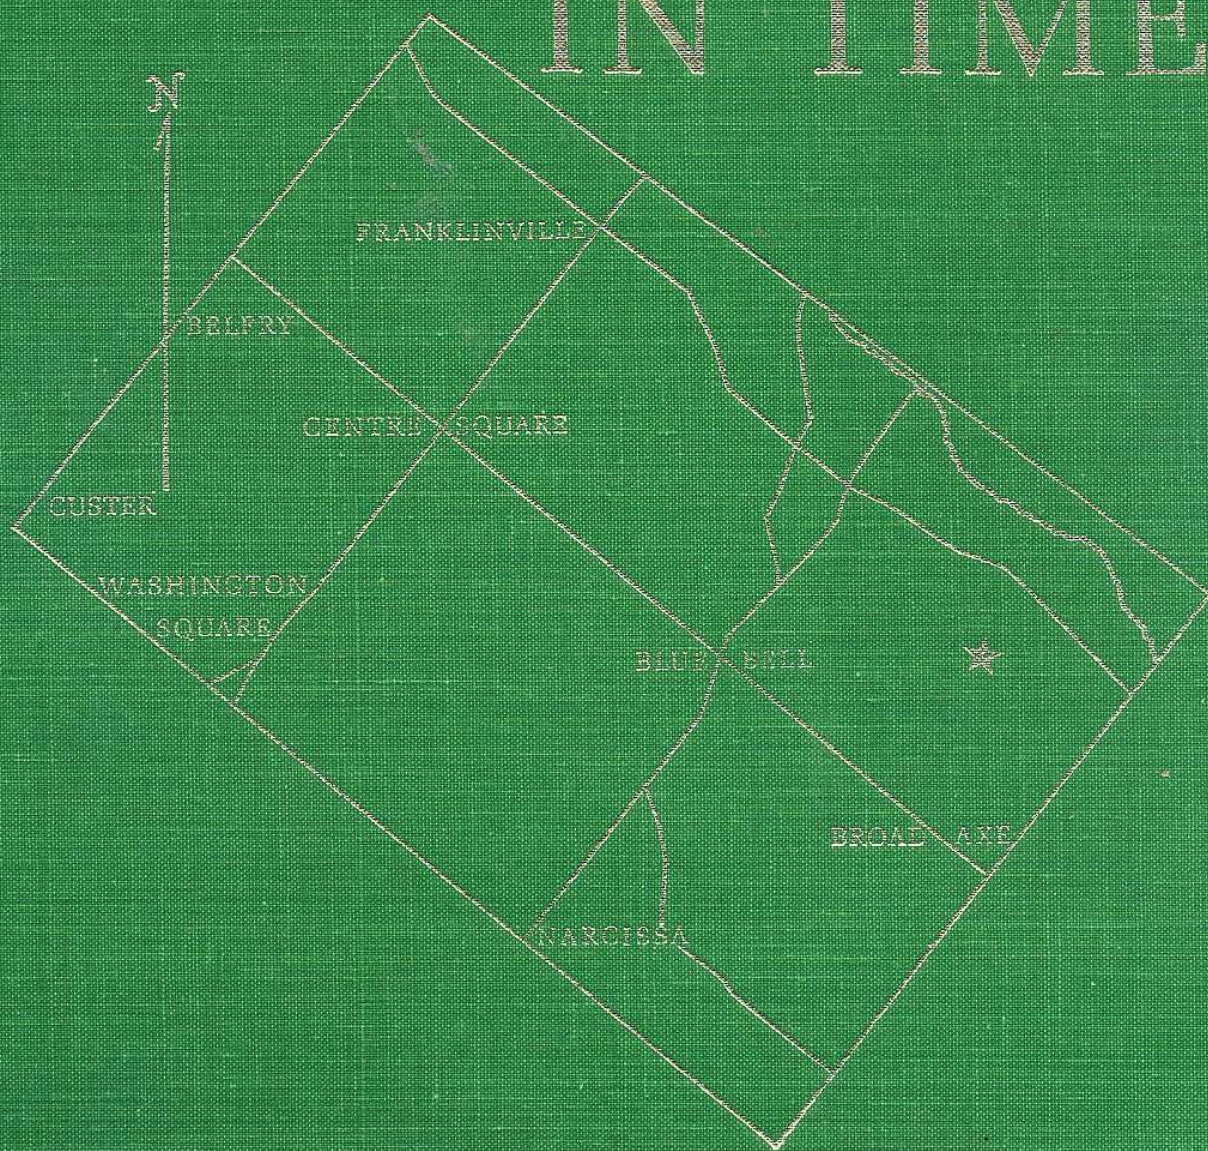 IN TIME
N
FRANKLINVILLE
BELFRY
CENTRE SQUARE
CUSTER
WASHINGTON
SQUARE
BLUE BELL
BROAD AXE
NARCISSA